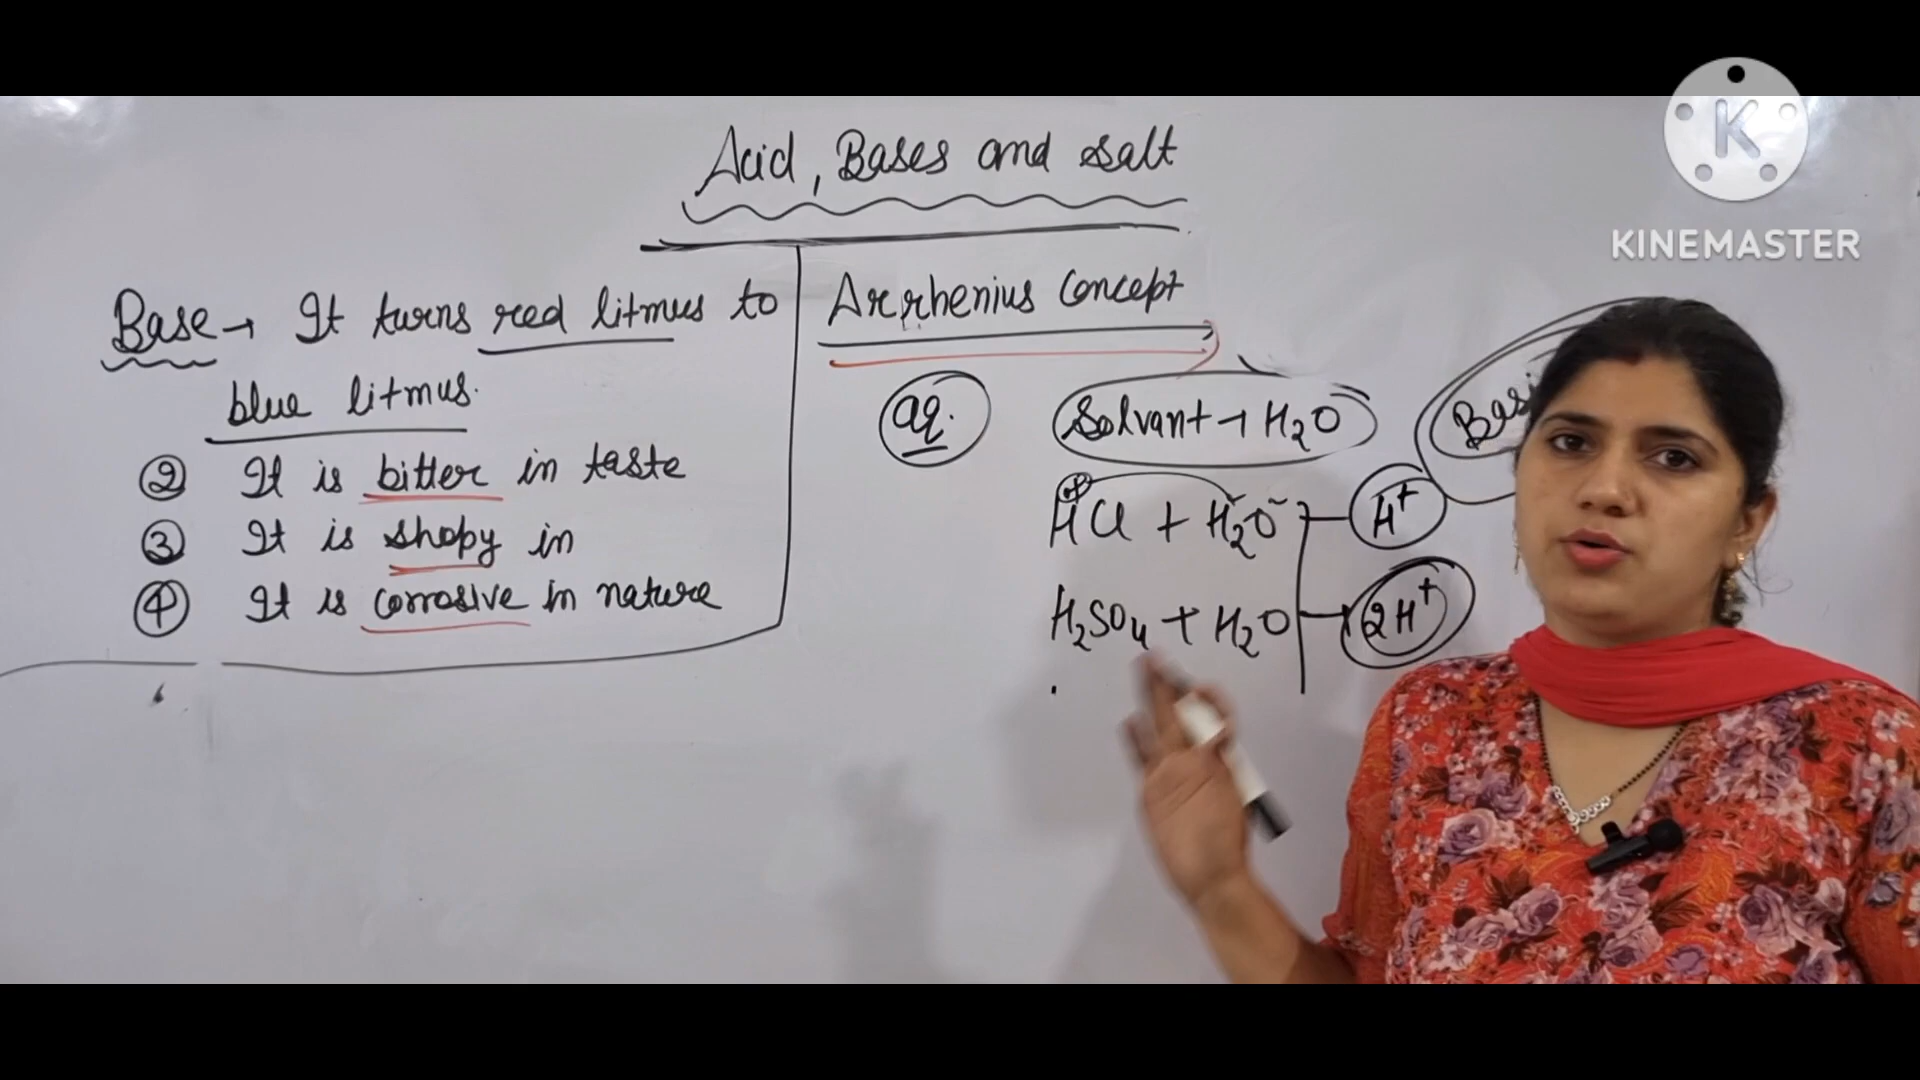 Acid, Bases and salt
Base → It turns red litmus to
blue litmus.
② It is bitter in taste
③ It is shopy in
④ It is corrosive in nature
Arrhenius Concept
aq.
Solvant → H₂O
HCl + H₂O
H⁺
H₂SO₄ + H₂O
2H⁺
K
KINEMASTER